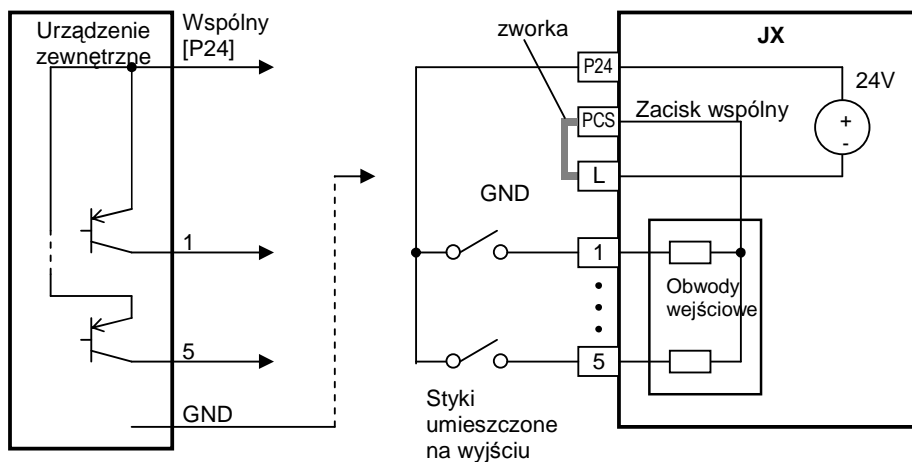 Urządzenie
zewnętrzne
Wspólny
[P24]
1
5
GND
zworka
JX
P24
24V
PCS
Zacisk wspólny
+
-
L
GND
1
Obwody
wejściowe
5
Styki
umieszczone
na wyjściu